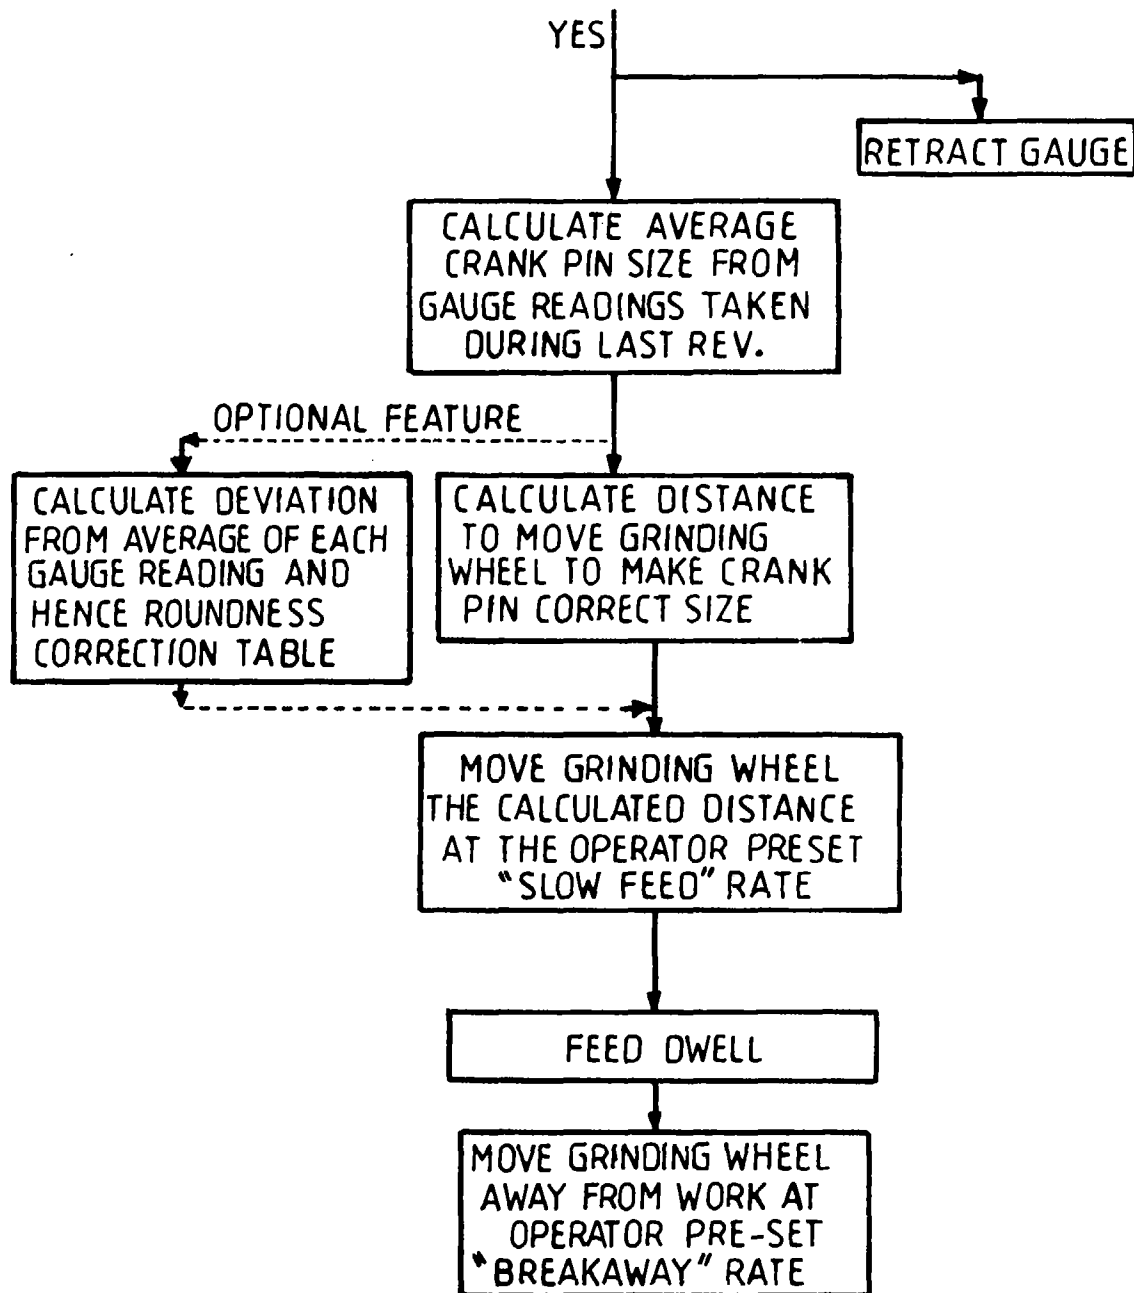 YES
RETRACT GAUGE
CALCULATE AVERAGE
CRANK PIN SIZE FROM
GAUGE READINGS TAKEN
DURING LAST REV.
OPTIONAL FEATURE
CALCULATE DEVIATION
FROM AVERAGE OF EACH
GAUGE READING AND
HENCE ROUNDNESS
CORRECTION TABLE
CALCULATE DISTANCE
TO MOVE GRINDING
WHEEL TO MAKE CRANK
PIN CORRECT SIZE
MOVE GRINDING WHEEL
THE CALCULATED DISTANCE
AT THE OPERATOR PRESET
"SLOW FEED" RATE
FEED DWELL
MOVE GRINDING WHEEL
AWAY FROM WORK AT
OPERATOR PRE-SET
"BREAKAWAY" RATE